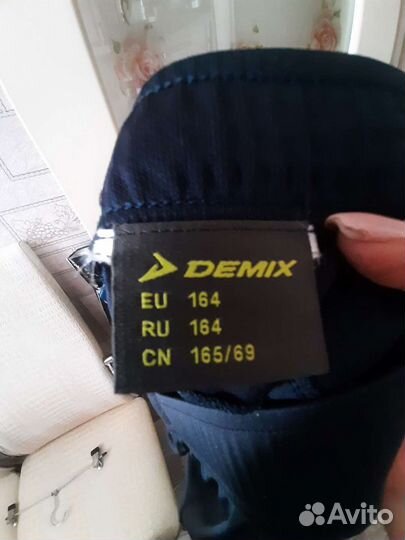 DEMIX
EU 164
RU 164
CN 165/69
Avito